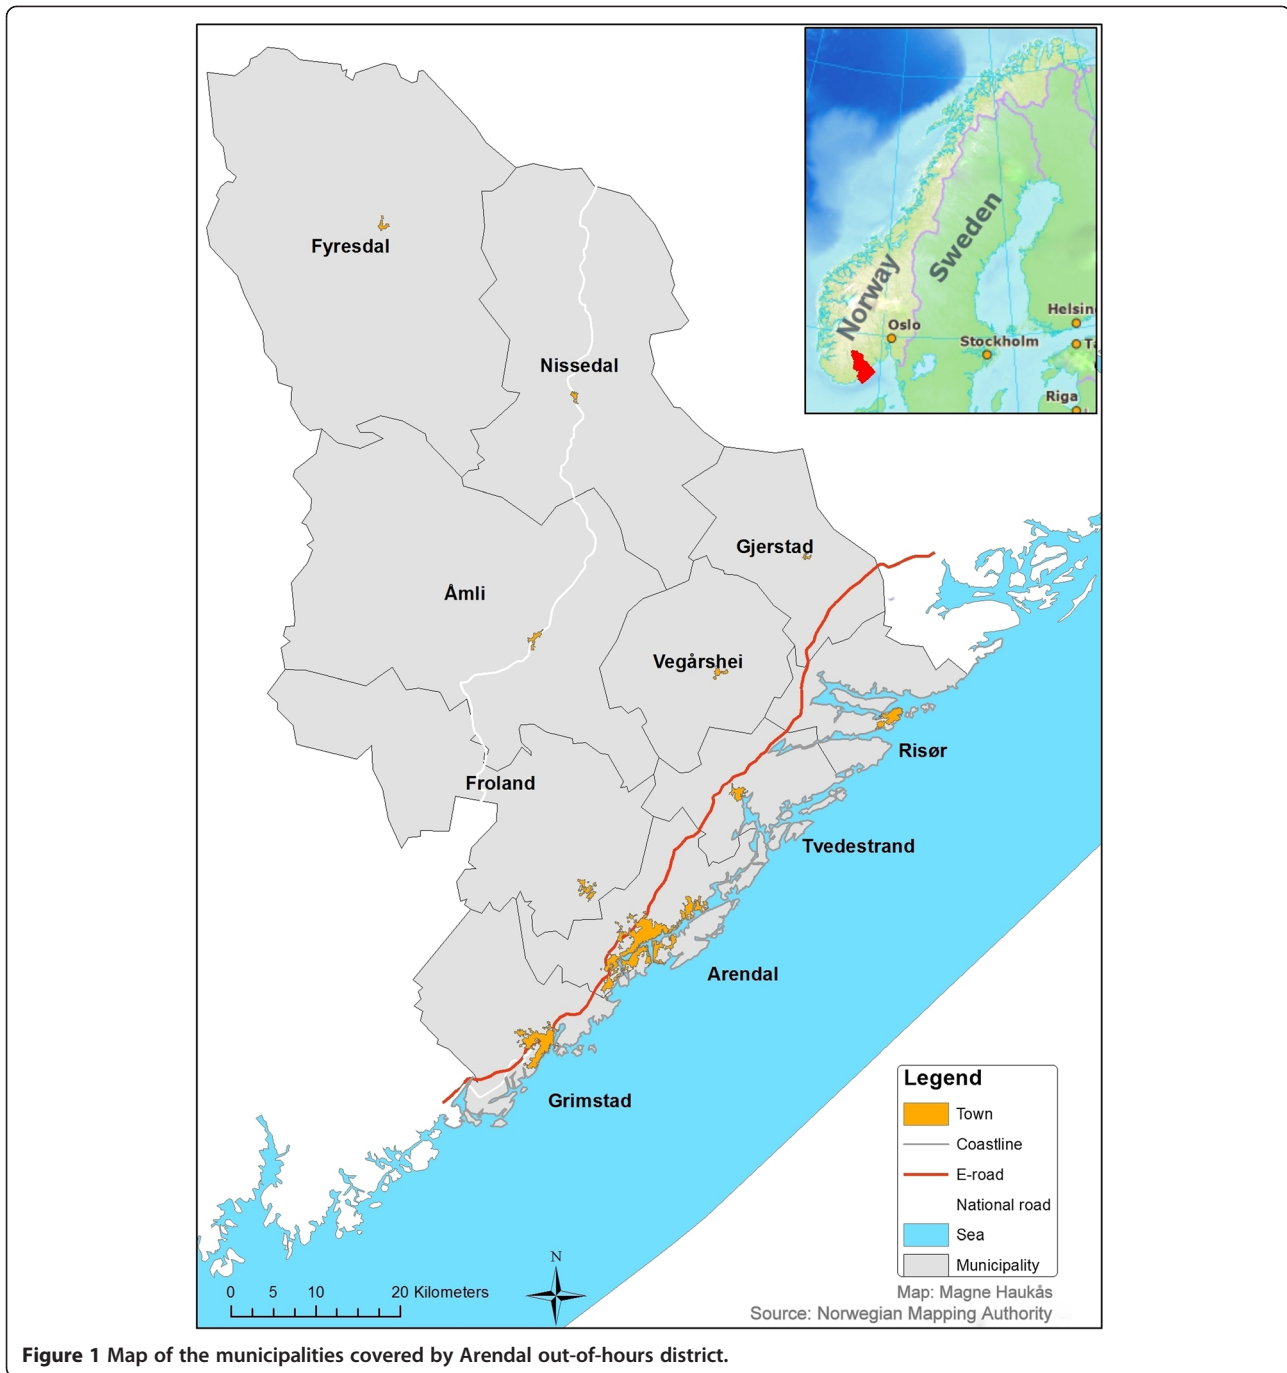 Norway
Sweden
Oslo
Stockholm
Helsin
Ta
Riga
Fyresdal
Nissedal
Gjerstad
Åmli
Vegårshei
Risør
Froland
Tvedestrand
Arendal
Grimstad
Legend
Town
Coastline
E-road
National road
Sea
Municipality
N
0 5 10 20 Kilometers
Map: Magne Haukås
Source: Norwegian Mapping Authority
Figure 1 Map of the municipalities covered by Arendal out-of-hours district.